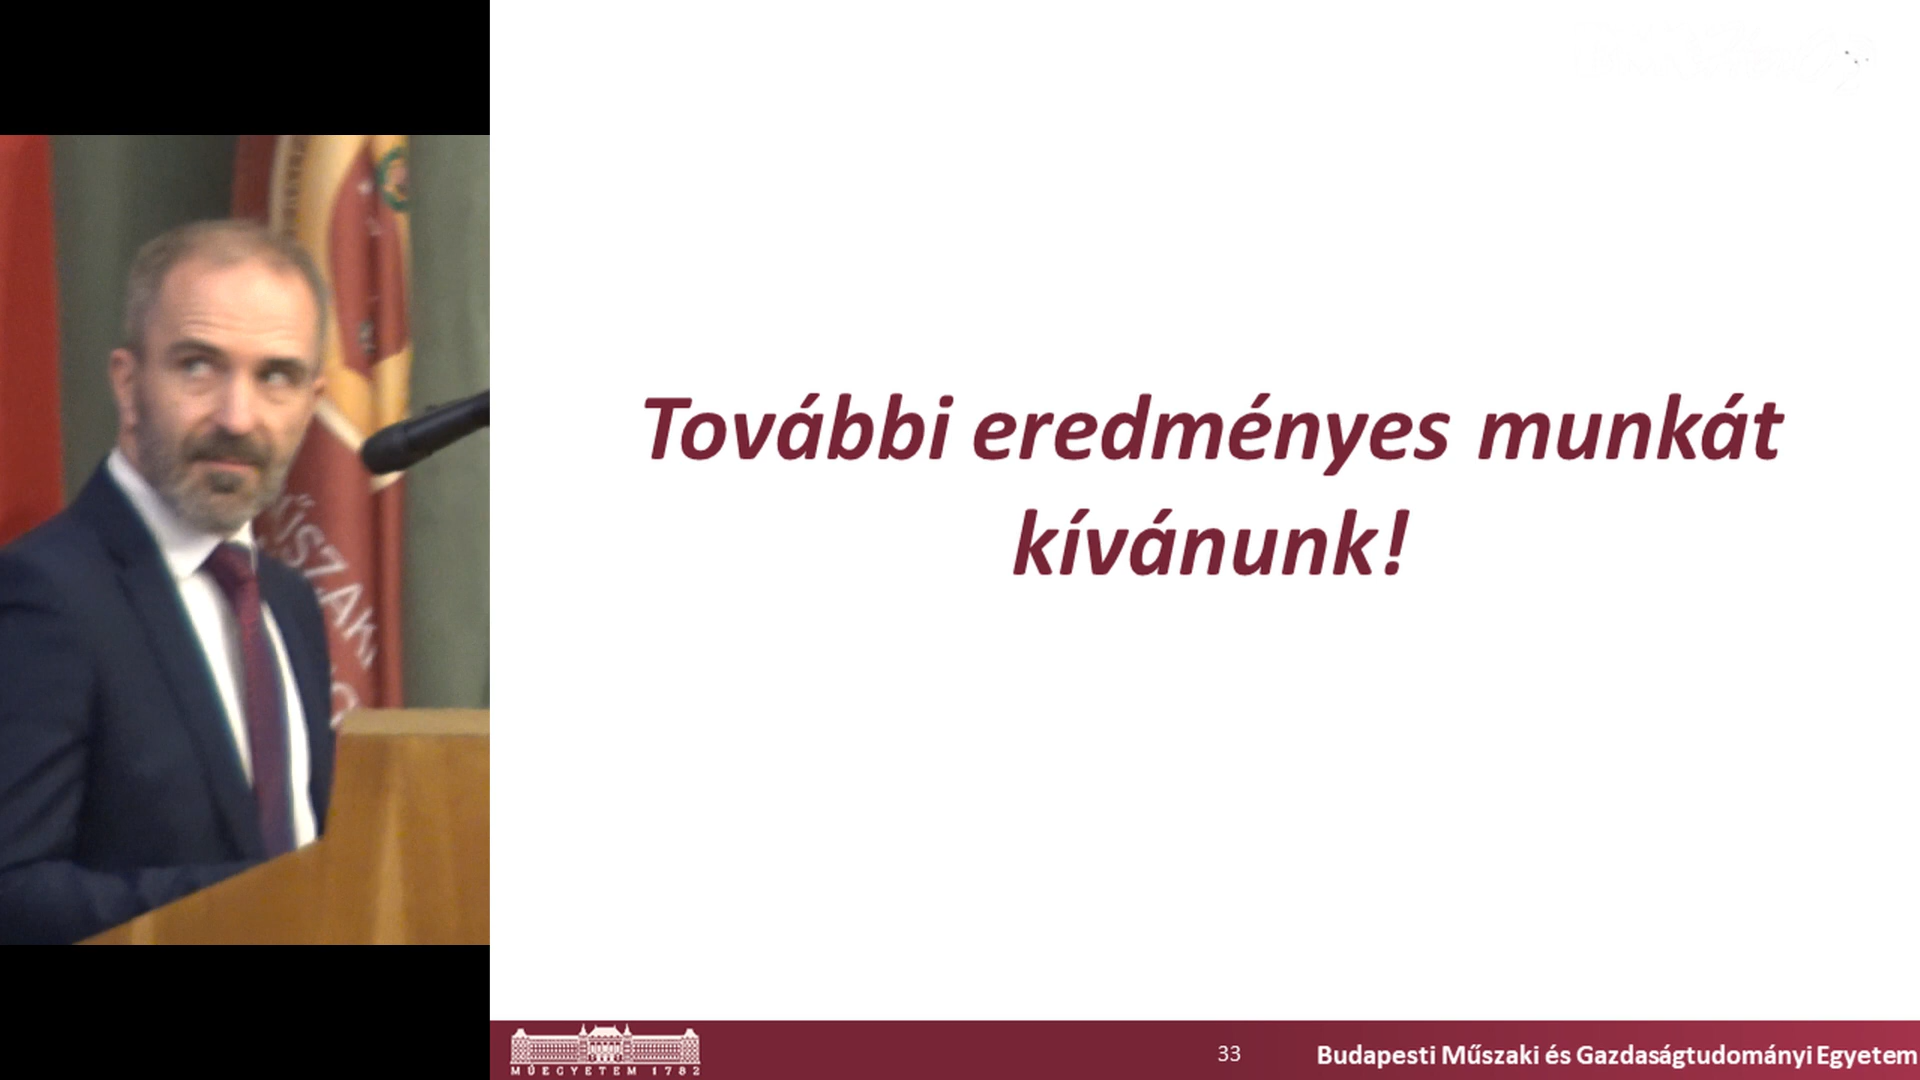 További eredményes munkát
kívánunk!
MŰEGYETEM 1782
33
Budapesti Műszaki és Gazdaságtudományi Egyetem